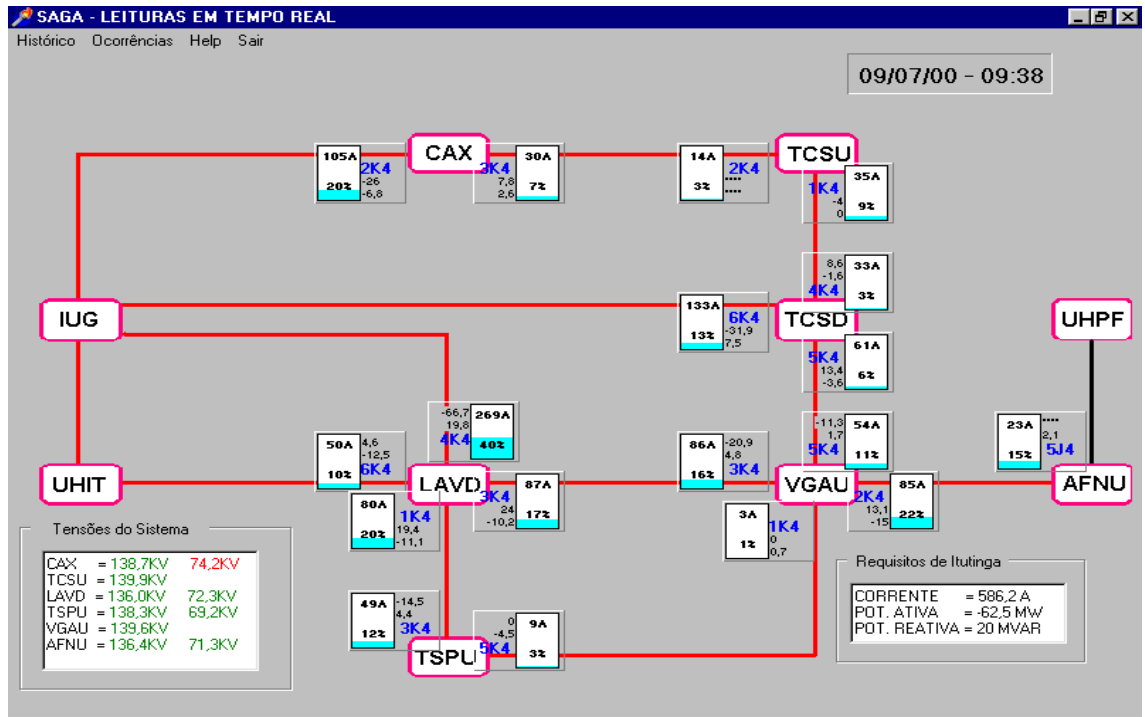 SAGA - LEITURAS EM TEMPO REAL
Histórico Ocorrências Help Sair
09/07/00 - 09:38
105A
20%
2K4
-26
-6,8
CAX
3K4
7,8
2,6
30A
7%
14A
3%
2K4
----
----
TCSU
1K4
-4
0
35A
9%
8,6
-1,6
4K4
33A
3%
IUG
133A
13%
6K4
-31,9
7,5
TCSD
5K4
13,4
-3,6
61A
6%
UHPF
-66,7
19,8
4K4
269A
40%
-11,3
1,7
5K4
54A
11%
23A
15%
----
2,1
5J4
UHIT
50A
10%
4,6
-12,5
6K4
LAVD
3K4
24
-10,2
87A
17%
86A
16%
-20,9
4,8
3K4
VGAU
2K4
13,1
-15
85A
22%
AFNU
80A
20%
1K4
19,4
-11,1
3A
1%
1K4
0
0,7
49A
12%
-14,5
4,4
3K4
TSPU
0
-4,5
5K4
9A
3%
Tensões do Sistema
CAX = 138,7KV 74,2KV
TCSU = 139,9KV
LAVD = 136,0KV 72,3KV
TSPU = 138,3KV 69,2KV
VGAU = 139,6KV
AFNU = 136,4KV 71,3KV
Requisitos de Itutinga
CORRENTE = 586,2 A
POT. ATIVA = -62,5 MW
POT. REATIVA = 20 MVAR